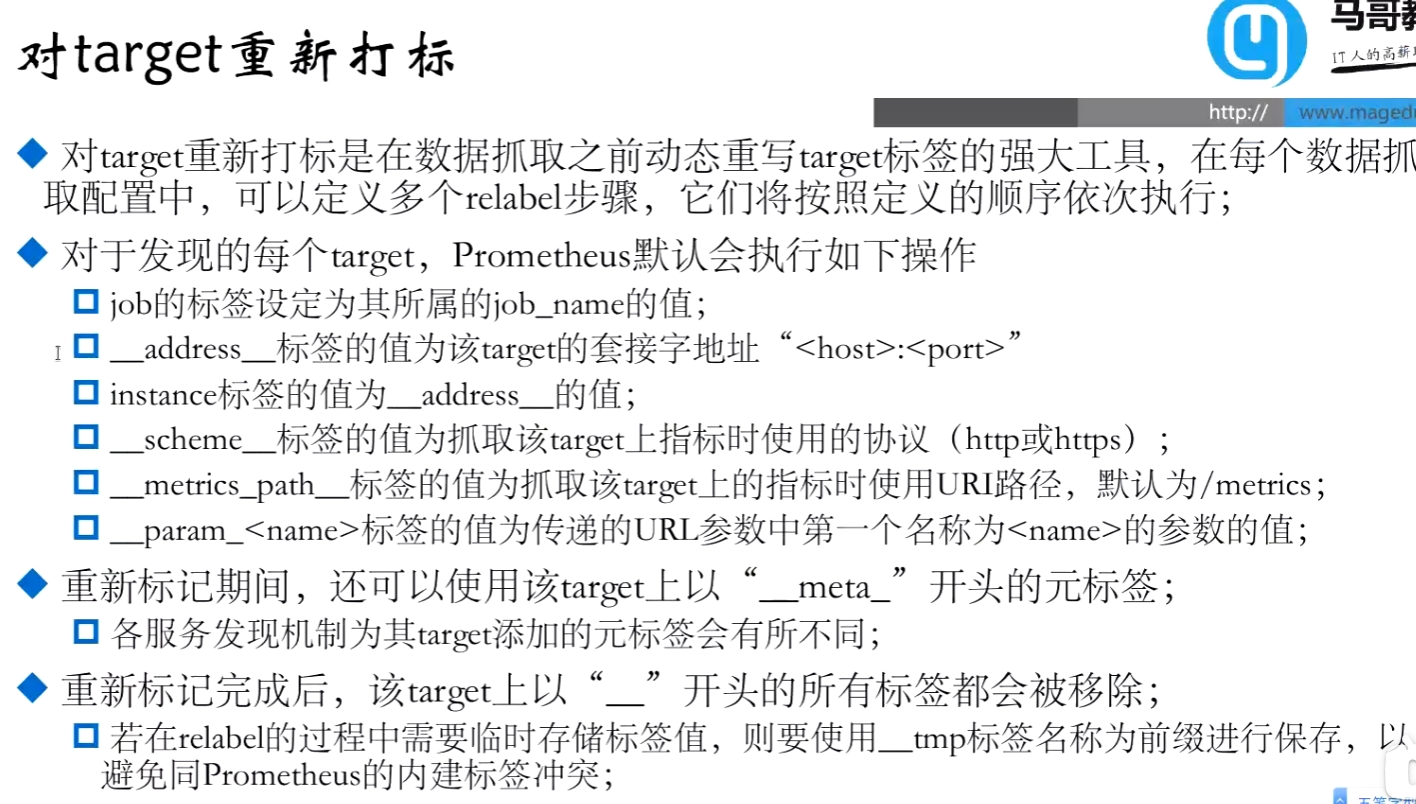 对target重新打标
马哥教
IT人的高薪
http:// www.magedu
对target重新打标是在数据抓取之前动态重写target标签的强大工具，在每个数据抓
取配置中，可以定义多个relabel步骤，它们将按照定义的顺序依次执行；
对于发现的每个target，Prometheus默认会执行如下操作
job的标签设定为其所属的job_name的值；
__address__标签的值为该target的套接字地址“<host>:<port>”
instance标签的值为__address__的值；
__scheme__标签的值为抓取该target上指标时使用的协议（http或https）；
__metrics_path__标签的值为抓取该target上的指标时使用URI路径，默认为/metrics；
__param_<name>标签的值为传递的URL参数中第一个名称为<name>的参数的值；
重新标记期间，还可以使用该target上以“__meta_”开头的元标签；
各服务发现机制为其target添加的元标签会有所不同；
重新标记完成后，该target上以“__”开头的所有标签都会被移除；
若在relabel的过程中需要临时存储标签值，则要使用__tmp标签名称为前缀进行保存，以
避免同Prometheus的内建标签冲突；